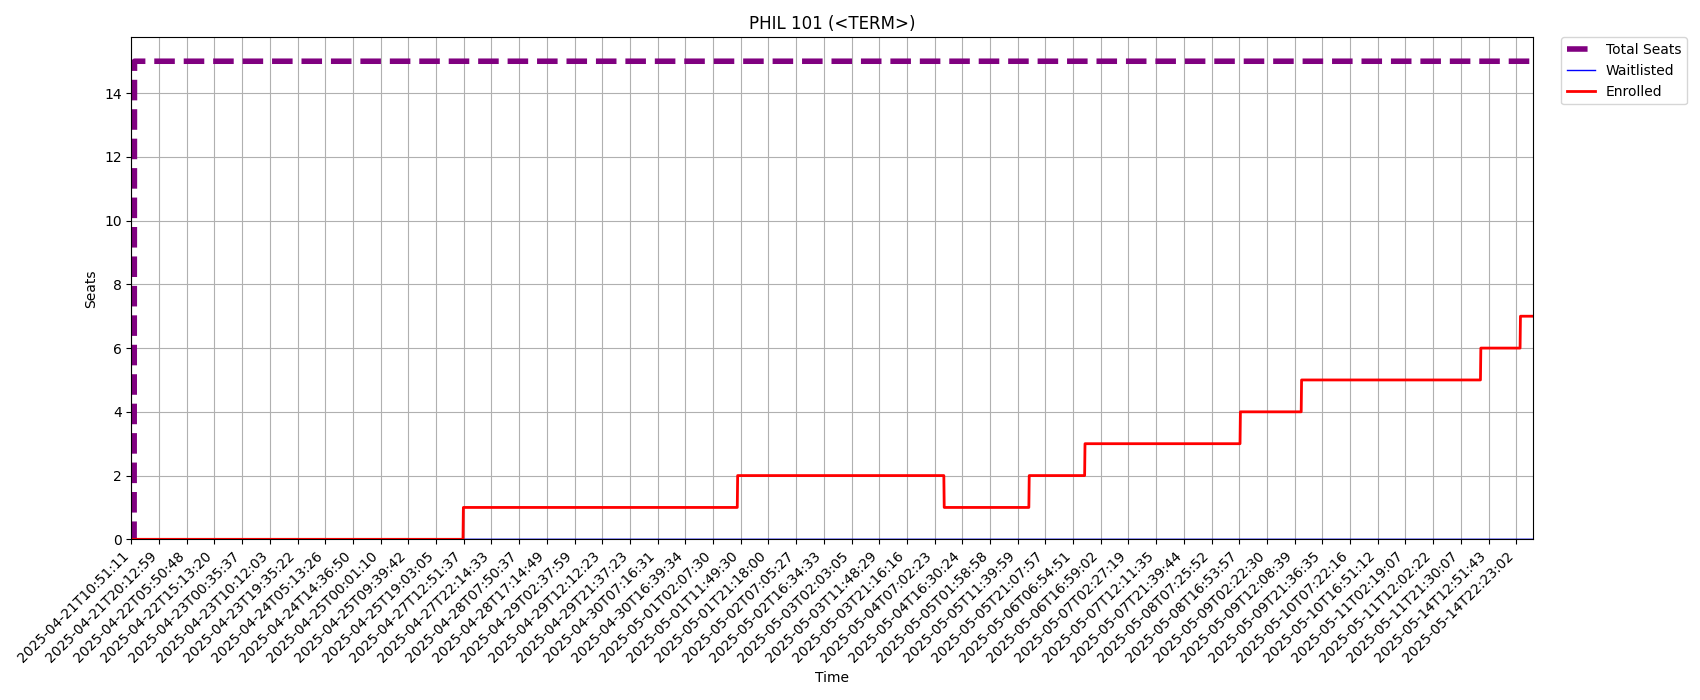 PHIL 101 (<TERM>)
Total Seats
Waitlisted
Enrolled
14
12
10
8
6
4
2
0
Seats
2025-04-21T10:51:11
2025-04-21T20:12:59
2025-04-22T05:50:48
2025-04-22T15:13:20
2025-04-23T00:35:37
2025-04-23T10:12:03
2025-04-23T19:35:22
2025-04-24T05:13:26
2025-04-24T14:36:50
2025-04-25T00:01:10
2025-04-25T09:39:42
2025-04-25T19:03:05
2025-04-27T12:51:37
2025-04-27T22:14:33
2025-04-28T07:50:37
2025-04-28T17:14:49
2025-04-29T02:37:59
2025-04-29T12:12:23
2025-04-29T21:37:23
2025-04-30T07:16:31
2025-04-30T16:39:34
2025-05-01T02:07:30
2025-05-01T11:49:30
2025-05-01T21:18:00
2025-05-02T07:05:27
2025-05-02T16:34:33
2025-05-03T02:03:05
2025-05-03T11:48:29
2025-05-03T21:16:16
2025-05-04T07:02:23
2025-05-04T16:30:24
2025-05-05T01:58:58
2025-05-05T11:39:59
2025-05-05T21:07:57
2025-05-06T06:54:51
2025-05-06T16:59:02
2025-05-07T02:27:19
2025-05-07T12:11:35
2025-05-07T21:39:44
2025-05-08T07:25:52
2025-05-08T16:53:57
2025-05-09T02:22:30
2025-05-09T12:08:39
2025-05-09T21:36:35
2025-05-10T07:22:16
2025-05-10T16:51:12
2025-05-11T02:19:07
2025-05-11T12:02:22
2025-05-11T21:30:07
2025-05-14T12:51:43
2025-05-14T22:23:02
Time